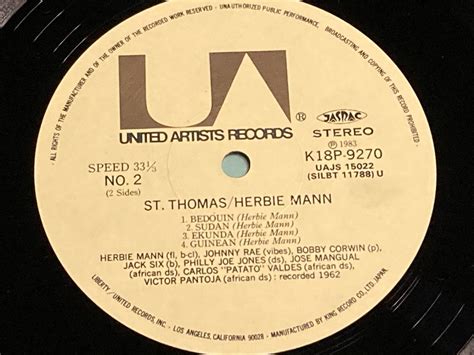 · ALL RIGHTS OF THE MANUFACTURER AND OF THE OWNER OF THE RECORDED WORK RESERVED · UNAUTHORIZED PUBLIC PERFORMANCE, BROADCASTING AND COPYING OF THIS RECORD PROHIBITED ·
UA
UNITED ARTISTS RECORDS
®
JASRAC
STEREO
Ⓟ 1983
K18P-9270
UAJS 15022
(SILBT 11788) U
SPEED 33⅓
NO. 2
(2 Sides)
ST. THOMAS/HERBIE MANN
1. BEDOUIN (Herbie Mann)
2. SUDAN (Herbie Mann)
3. EKUNDA (Herbie Mann)
4. GUINEAN (Herbie Mann)
HERBIE MANN (fl, b-cl), JOHNNY RAE (vibes), BOBBY CORWIN (p),
JACK SIX (b), PHILLY JOE JONES (ds), JOSE MANGUAL
(african ds), CARLOS "PATATO" VALDES (african ds),
VICTOR PANTOJA (african ds) : recorded 1962
LIBERTY/UNITED RECORDS, INC., LOS ANGELES, CALIFORNIA 90028 · MANUFACTURED BY KING RECORD CO., LTD. JAPAN